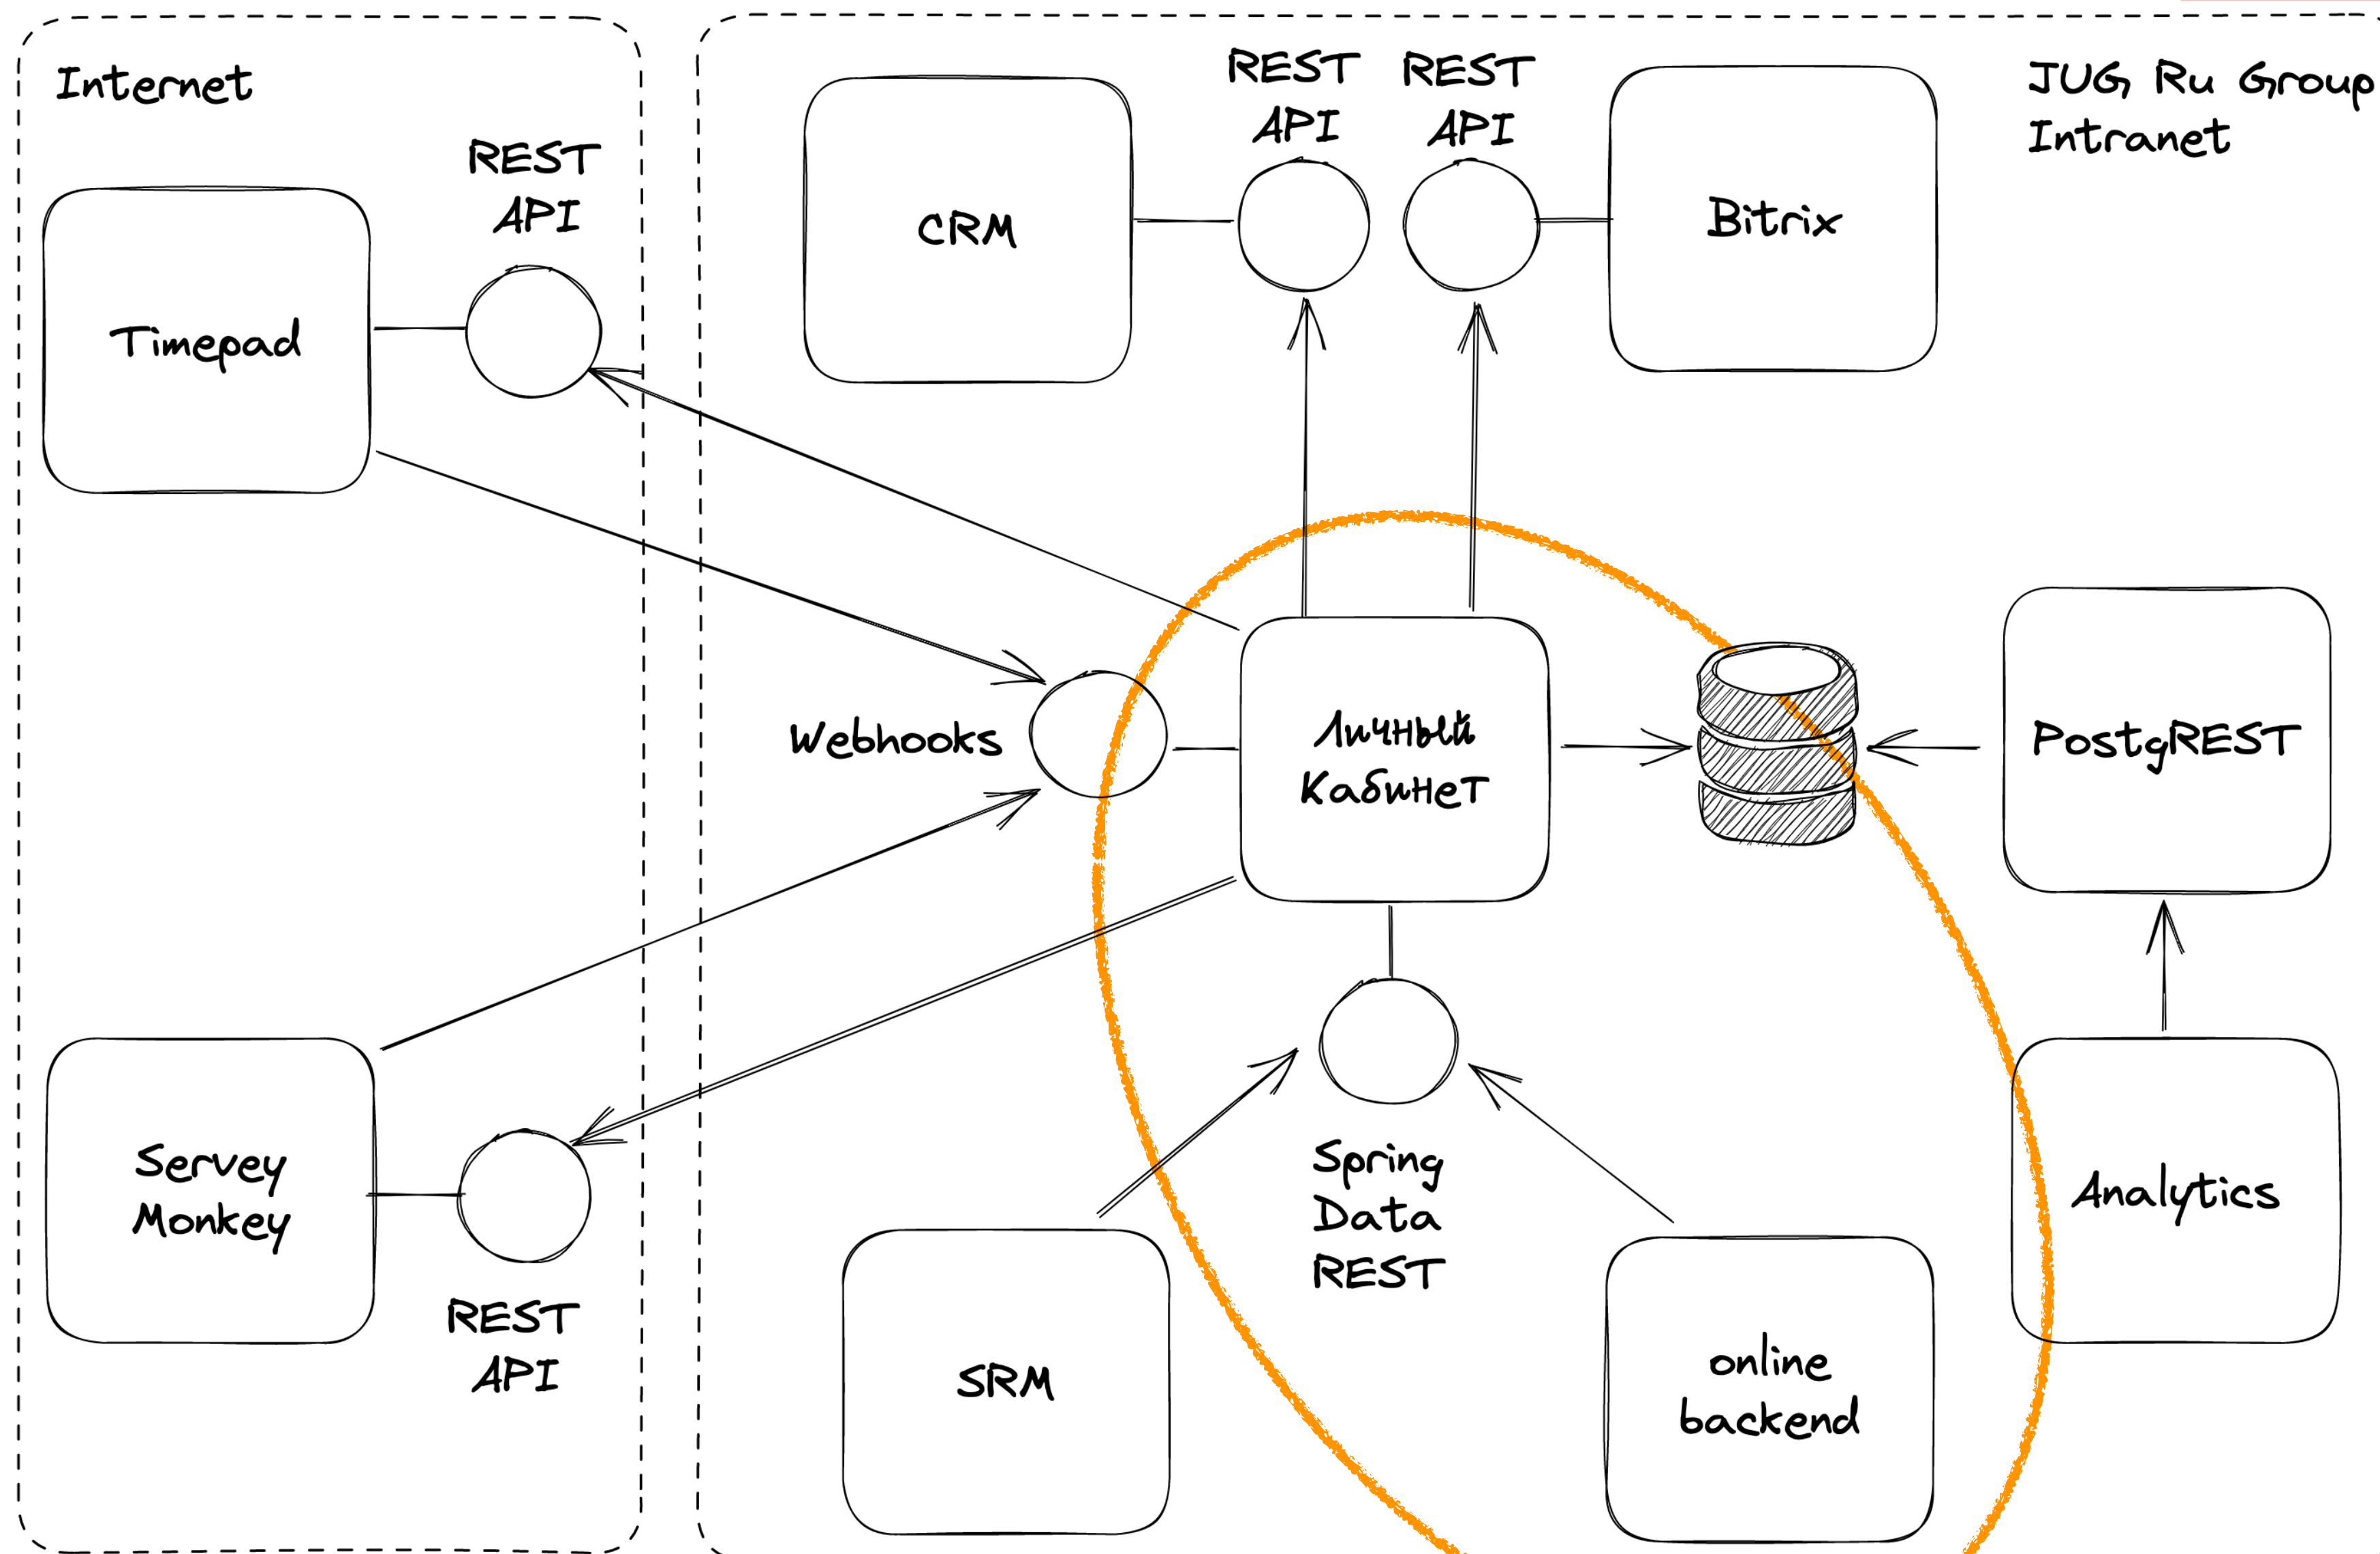 Internet
REST
API
Timepad
Servey
Monkey
REST
API
JUG Ru Group
Intranet
CRM
REST
API
REST
API
Bitrix
Webhooks
Личный
Кабинет
PostgREST
Spring
Data
REST
SRM
online
backend
Analytics